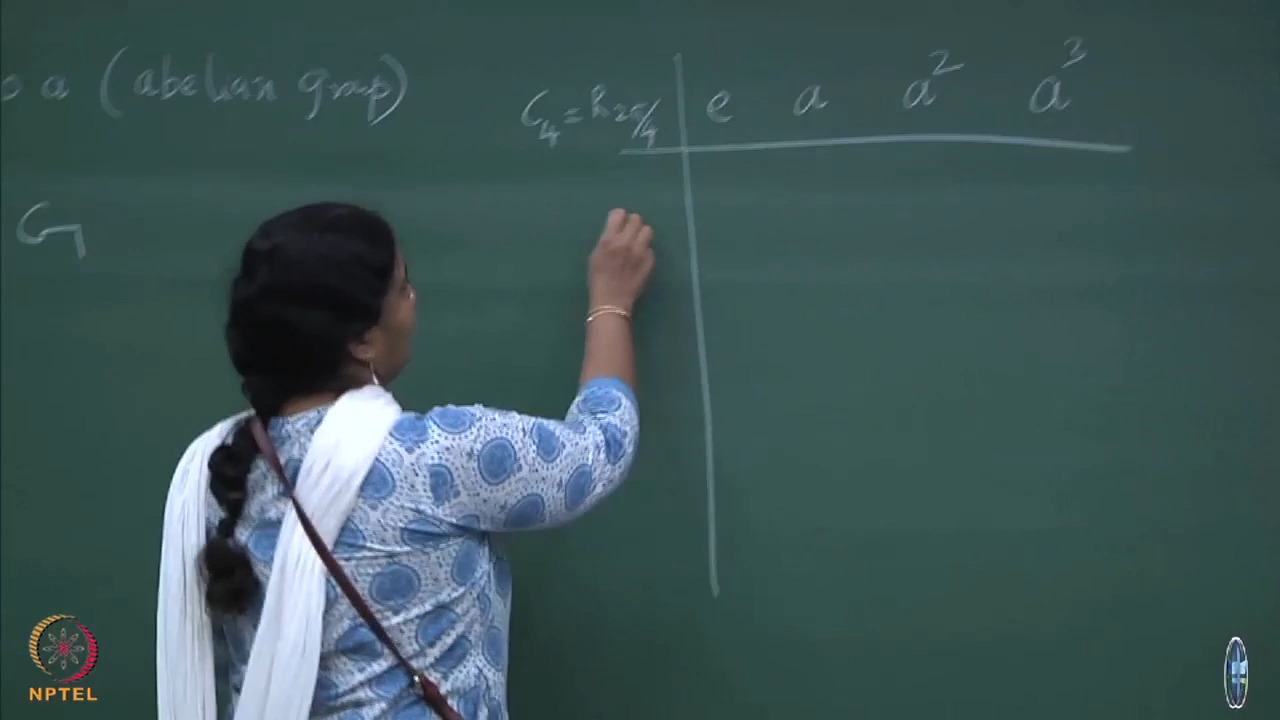 o a (abelian group)
C₄ = R₂π/₄ e a a² a³
G
NPTEL